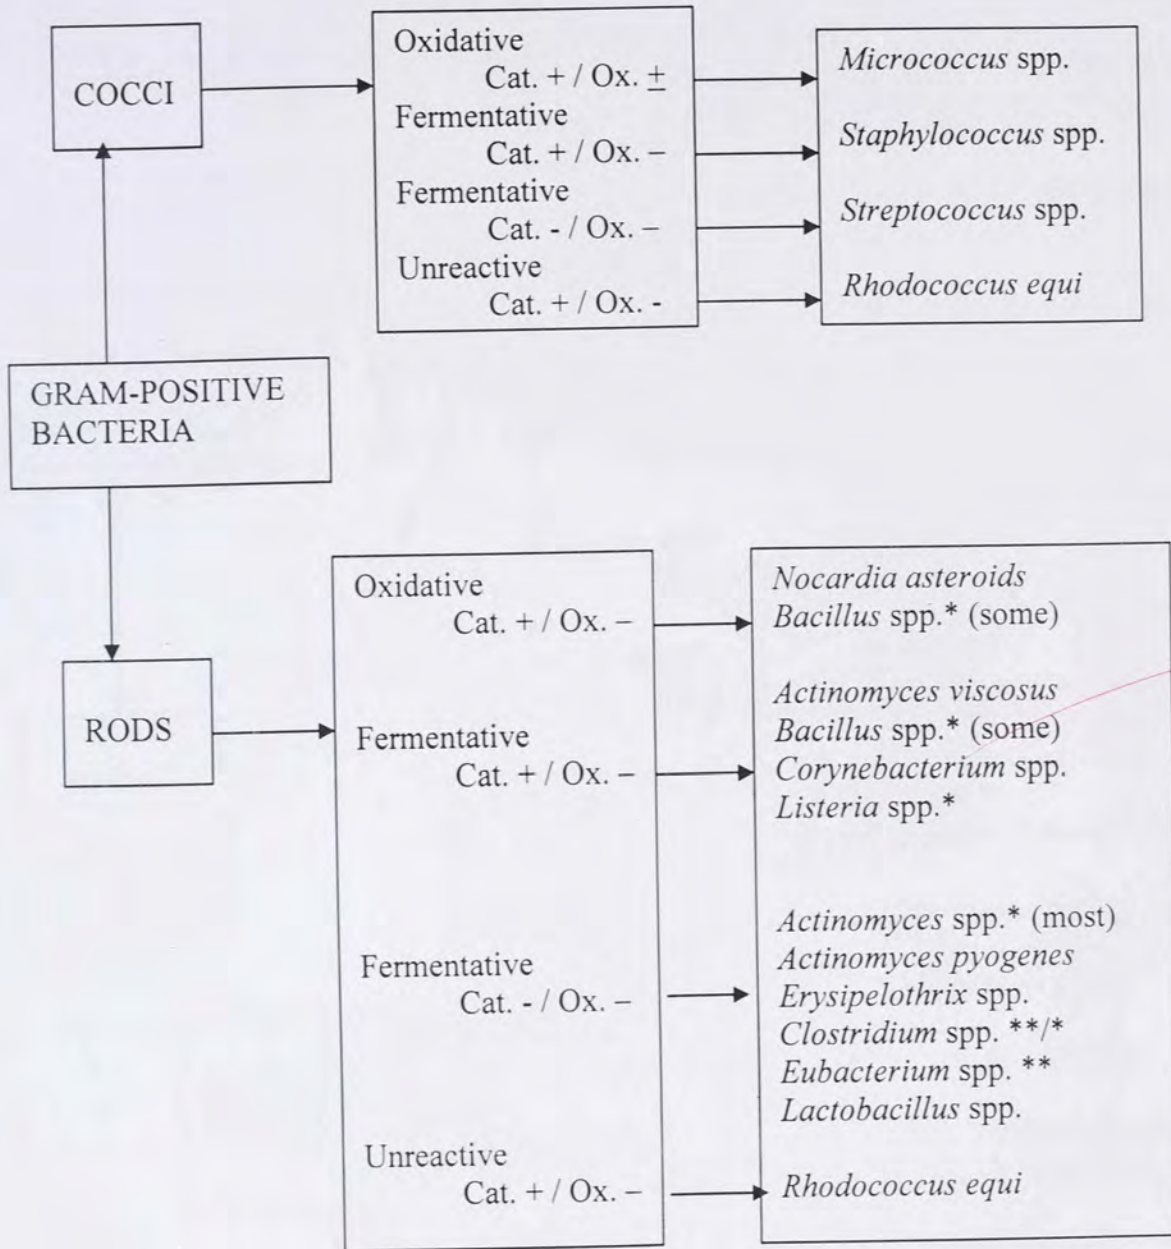 COCCI
Oxidative
Cat. + / Ox. ±
Fermentative
Cat. + / Ox. –
Fermentative
Cat. - / Ox. –
Unreactive
Cat. + / Ox. -
Micrococcus spp.
Staphylococcus spp.
Streptococcus spp.
Rhodococcus equi
GRAM-POSITIVE
BACTERIA
RODS
Oxidative
Cat. + / Ox. –
Fermentative
Cat. + / Ox. –
Fermentative
Cat. - / Ox. –
Unreactive
Cat. + / Ox. –
Nocardia asteroids
Bacillus spp.* (some)
Actinomyces viscosus
Bacillus spp.* (some)
Corynebacterium spp.
Listeria spp.*
Actinomyces spp.* (most)
Actinomyces pyogenes
Erysipelothrix spp.
Clostridium spp. **/*
Eubacterium spp. **
Lactobacillus spp.
Rhodococcus equi